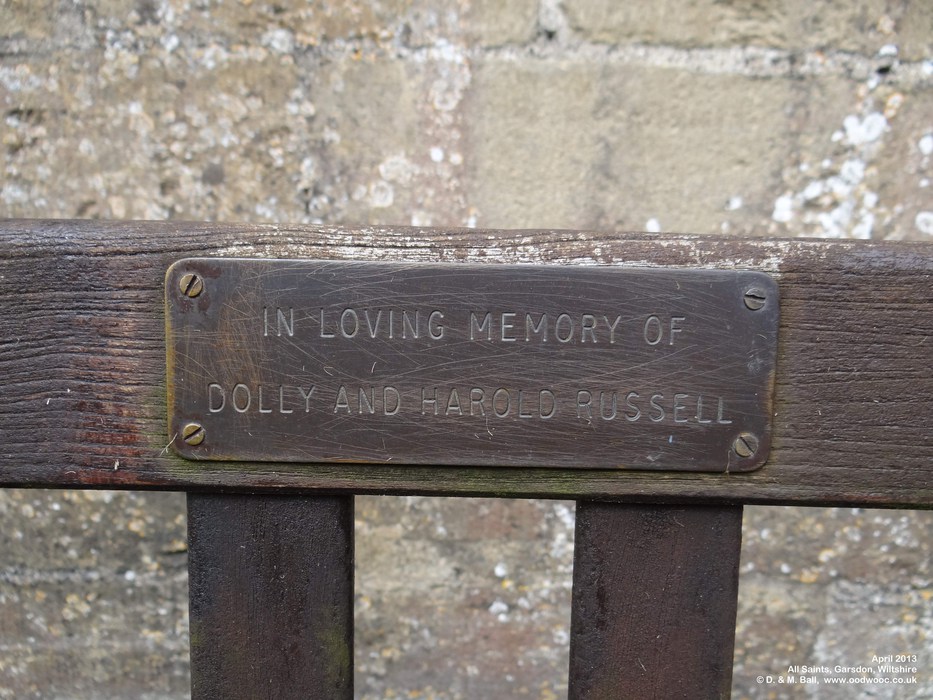 IN LOVING MEMORY OF
DOLLY AND HAROLD RUSSELL
April 2013
All Saints, Garsdon, Wiltshire
© D. & M. Ball, www.oodwooc.co.uk